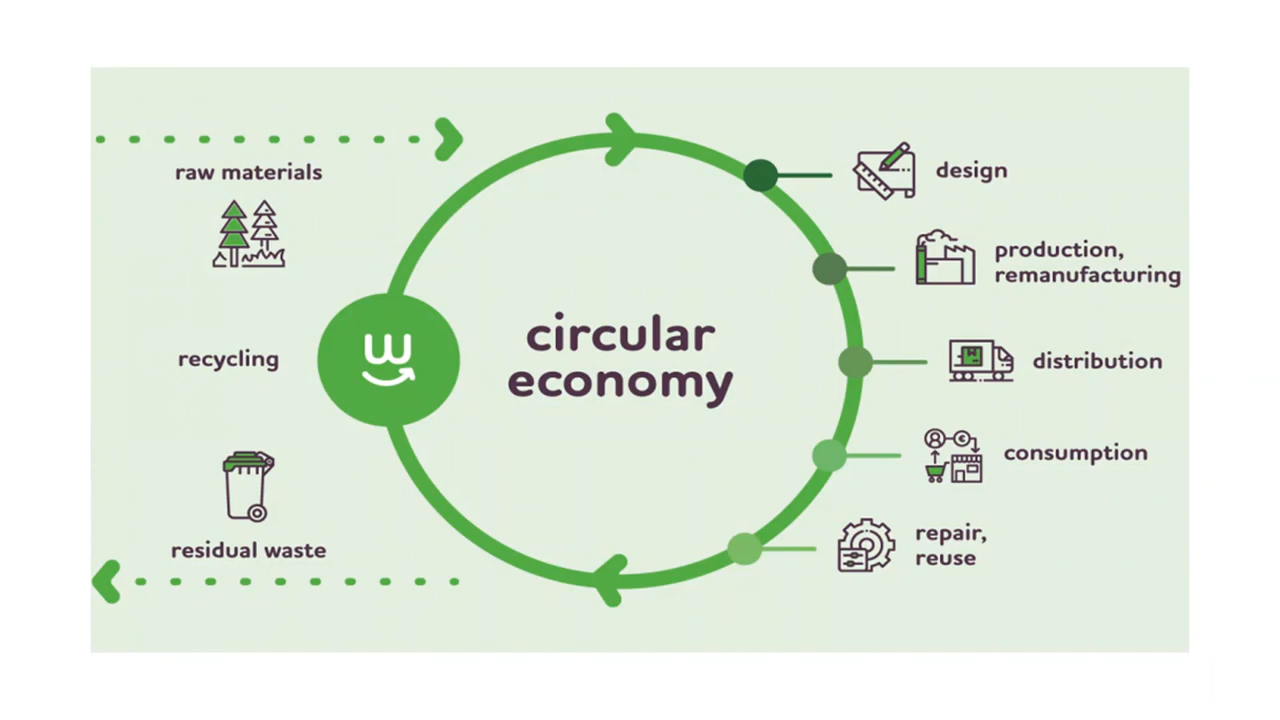 raw materials
recycling
residual waste
w
circular
economy
design
production,
remanufacturing
distribution
consumption
repair,
reuse